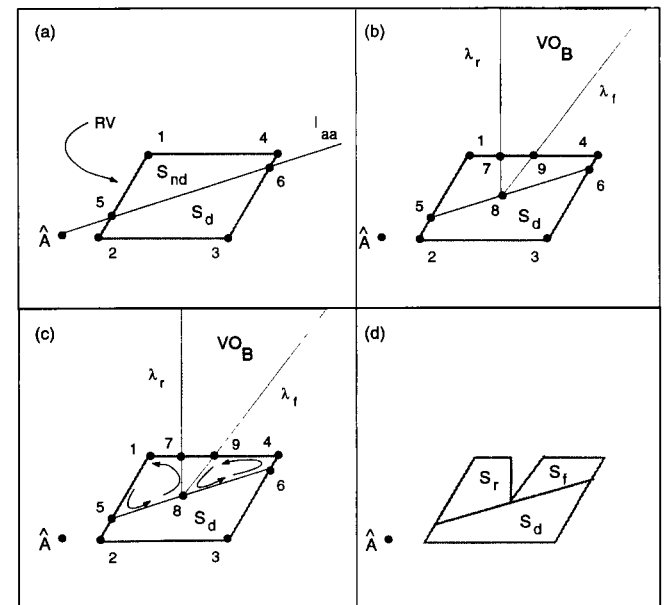 (a)
RV
1
4
l_aa
S_nd
6
5
S_d
Â
2
3
(b)
λ_r
VO_B
λ_f
1
7
9
4
6
8
5
S_d
Â
2
3
(c)
VO_B
λ_r
λ_f
1
7
9
4
6
5
8
S_d
Â
2
3
(d)
S_r
S_f
S_d
Â